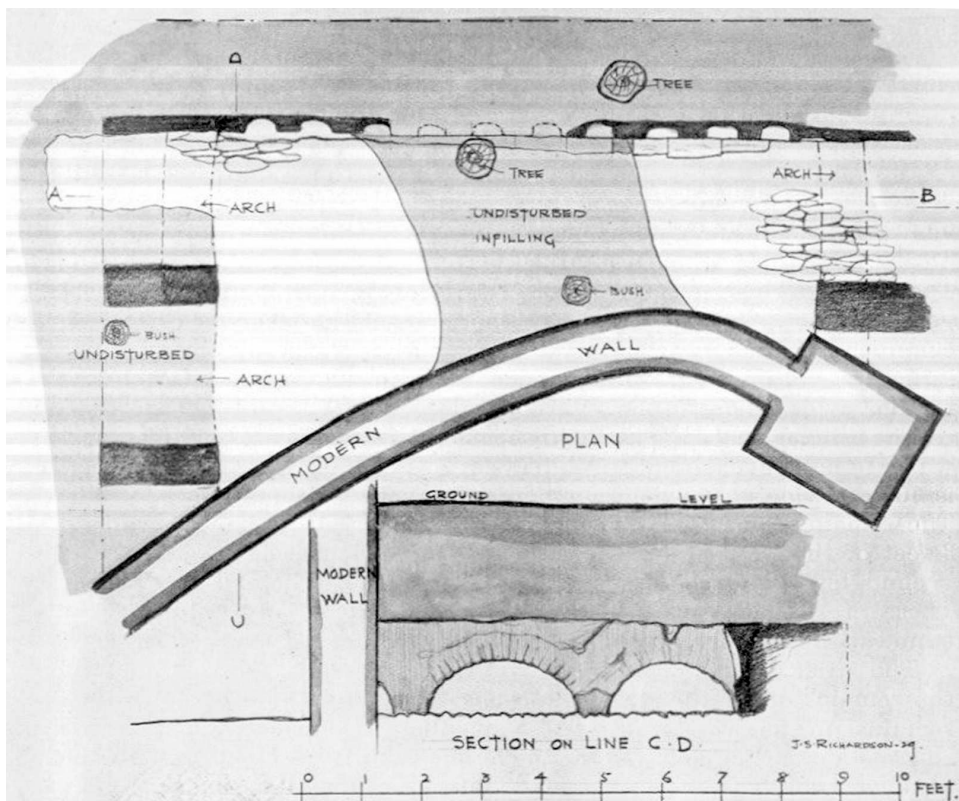 D
TREE
TREE
ARCH
A
B
ARCH
UNDISTURBED
INFILLING
BUSH
BUSH
UNDISTURBED
WALL
ARCH
MODERN
PLAN
GROUND LEVEL
MODERN
WALL
C
SECTION ON LINE C.D.
J.S. RICHARDSON-29.
0 1 2 3 4 5 6 7 8 9 10 FEET.